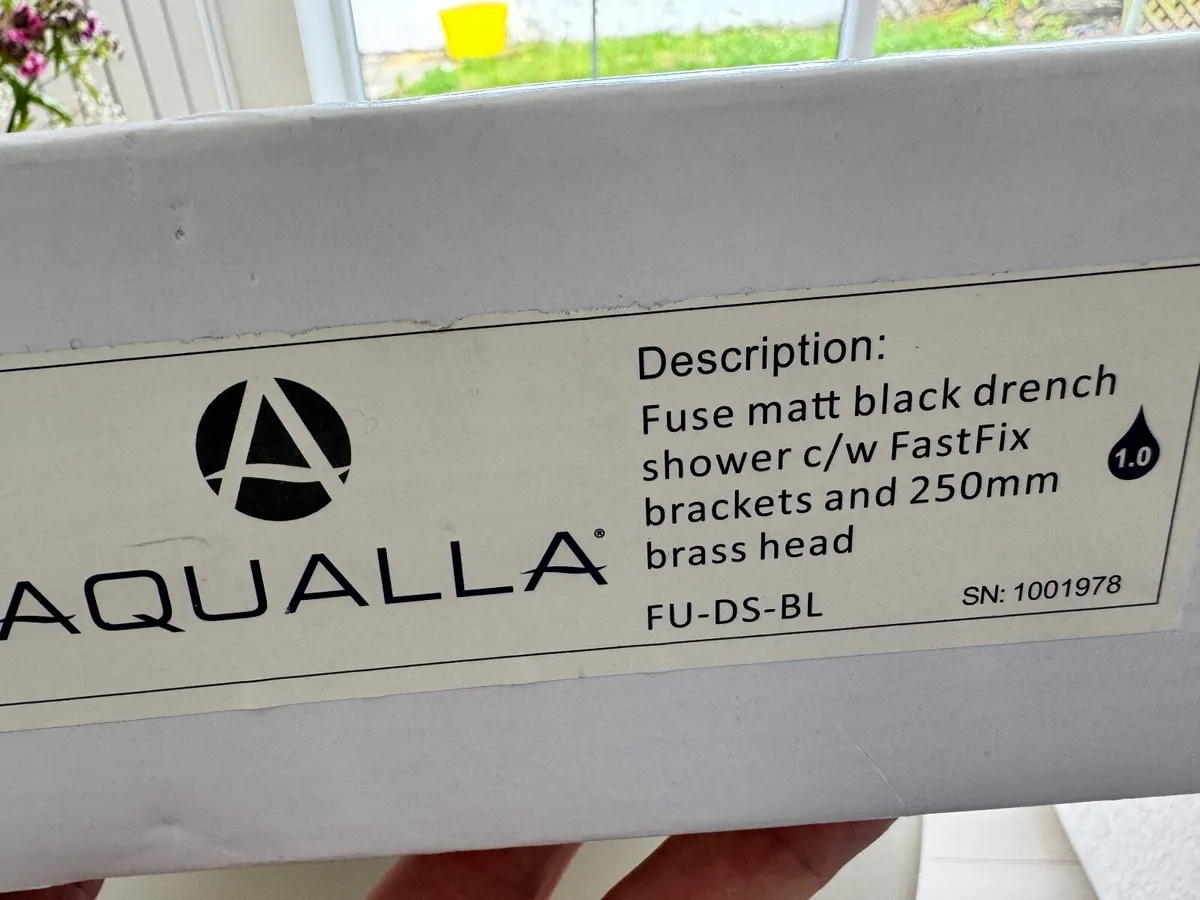 AQUALLA®
Description:
Fuse matt black drench
shower c/w FastFix
brackets and 250mm
brass head
1.0
FU-DS-BL
SN: 1001978